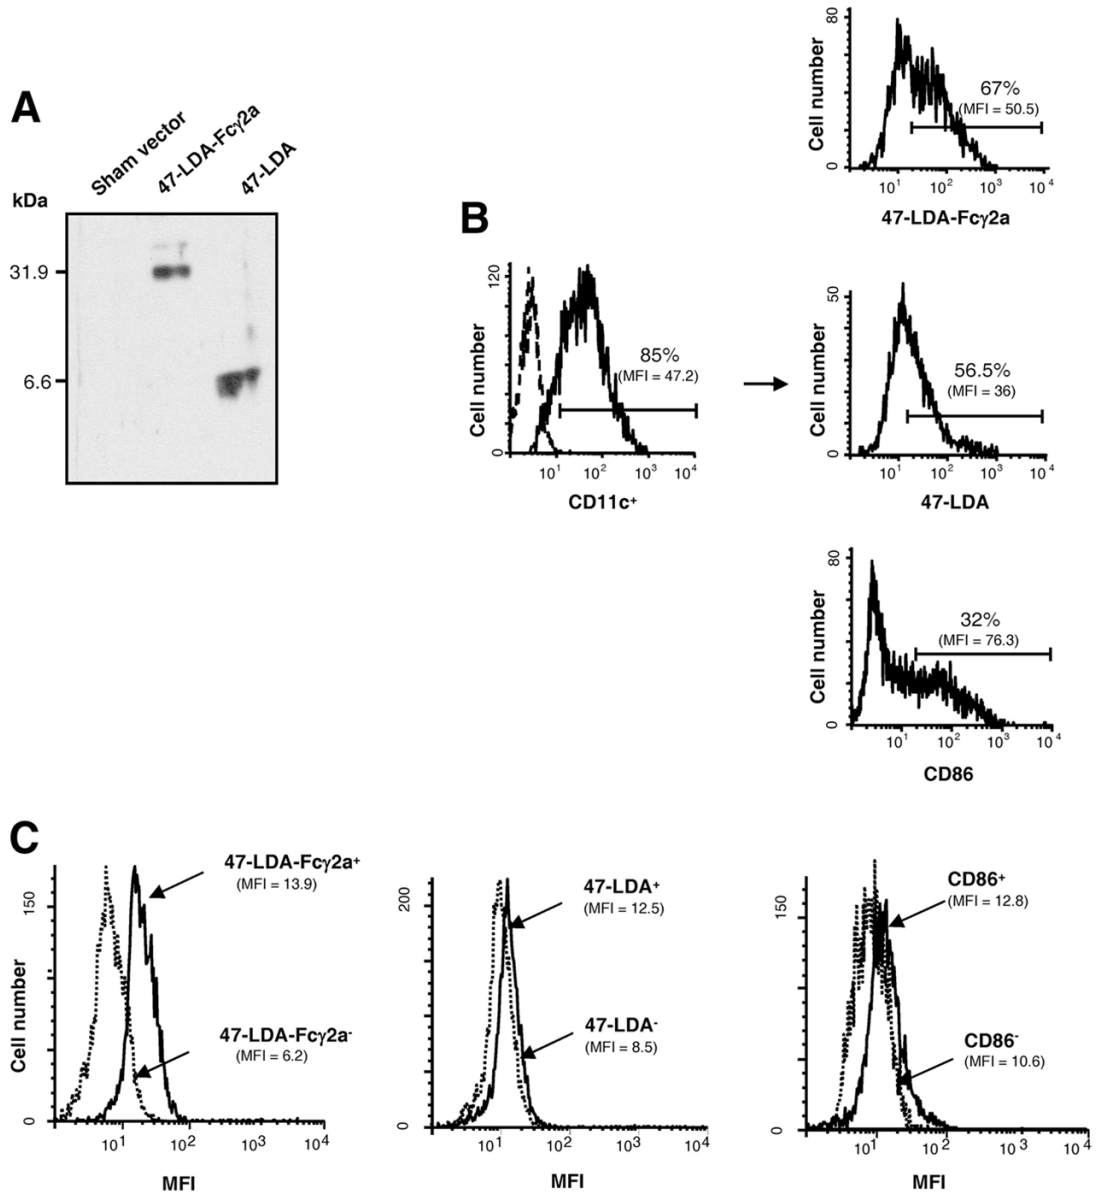 A
Sham vector
47-LDA-Fcγ2a
47-LDA
kDa
31.9
6.6
B
Cell number
120
0
85%
(MFI = 47.2)
10¹ 10² 10³ 10⁴
CD11c⁺
Cell number
80
0
67%
(MFI = 50.5)
10¹ 10² 10³ 10⁴
47-LDA-Fcγ2a
Cell number
50
0
56.5%
(MFI = 36)
10¹ 10² 10³ 10⁴
47-LDA
Cell number
80
0
32%
(MFI = 76.3)
10¹ 10² 10³ 10⁴
CD86
C
Cell number
150
0
47-LDA-Fcγ2a⁺
(MFI = 13.9)
47-LDA-Fcγ2a⁻
(MFI = 6.2)
10¹ 10² 10³ 10⁴
MFI
200
0
47-LDA⁺
(MFI = 12.5)
47-LDA⁻
(MFI = 8.5)
10¹ 10² 10³ 10⁴
MFI
150
0
CD86⁺
(MFI = 12.8)
CD86⁻
(MFI = 10.6)
10¹ 10² 10³ 10⁴
MFI